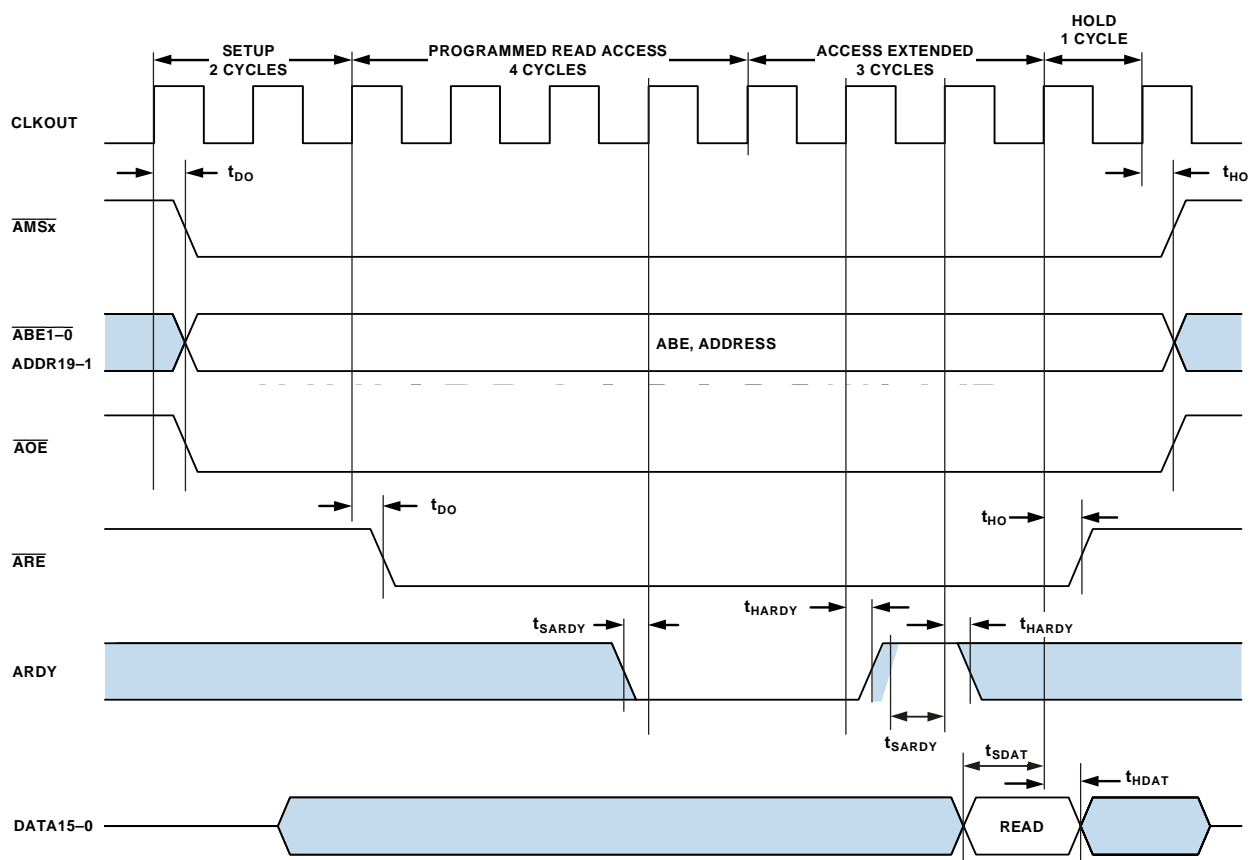 SETUP
2 CYCLES
PROGRAMMED READ ACCESS
4 CYCLES
ACCESS EXTENDED
3 CYCLES
HOLD
1 CYCLE
CLKOUT
tDO
tHO
AMSx
ABE1–0
ADDR19–1
ABE, ADDRESS
AOE
tDO
tHO
ARE
tSARDY
tHARDY
tHARDY
ARDY
tSARDY
tSDAT
tHDAT
DATA15–0
READ